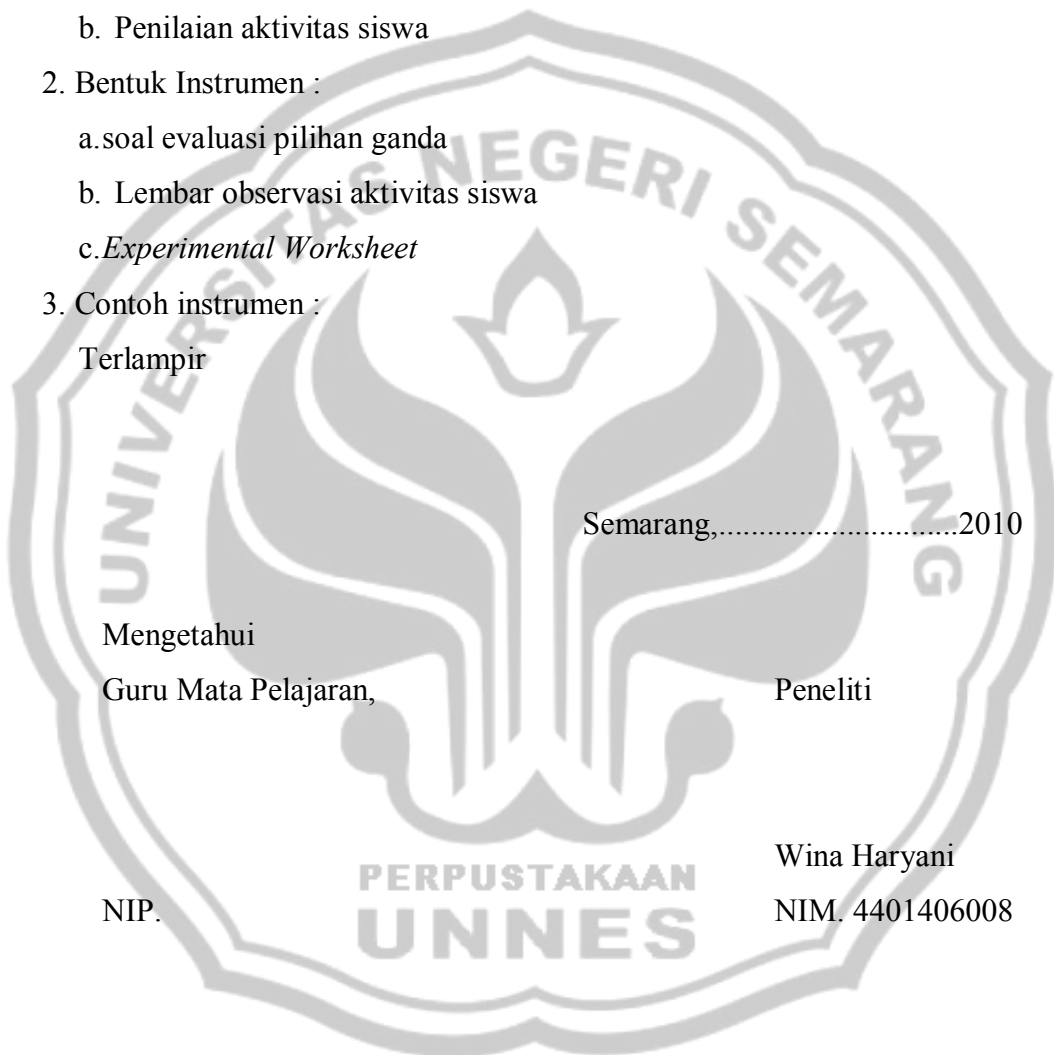 b. Penilaian aktivitas siswa
2. Bentuk Instrumen :
a.soal evaluasi pilihan ganda
b. Lembar observasi aktivitas siswa
c.Experimental Worksheet
3. Contoh instrumen :
Terlampir
UNIVERSITAS NEGERI SEMARANG
Semarang,..............................2010
Mengetahui
Guru Mata Pelajaran, Peneliti
Wina Haryani
NIP. NIM. 4401406008
PERPUSTAKAAN
UNNES